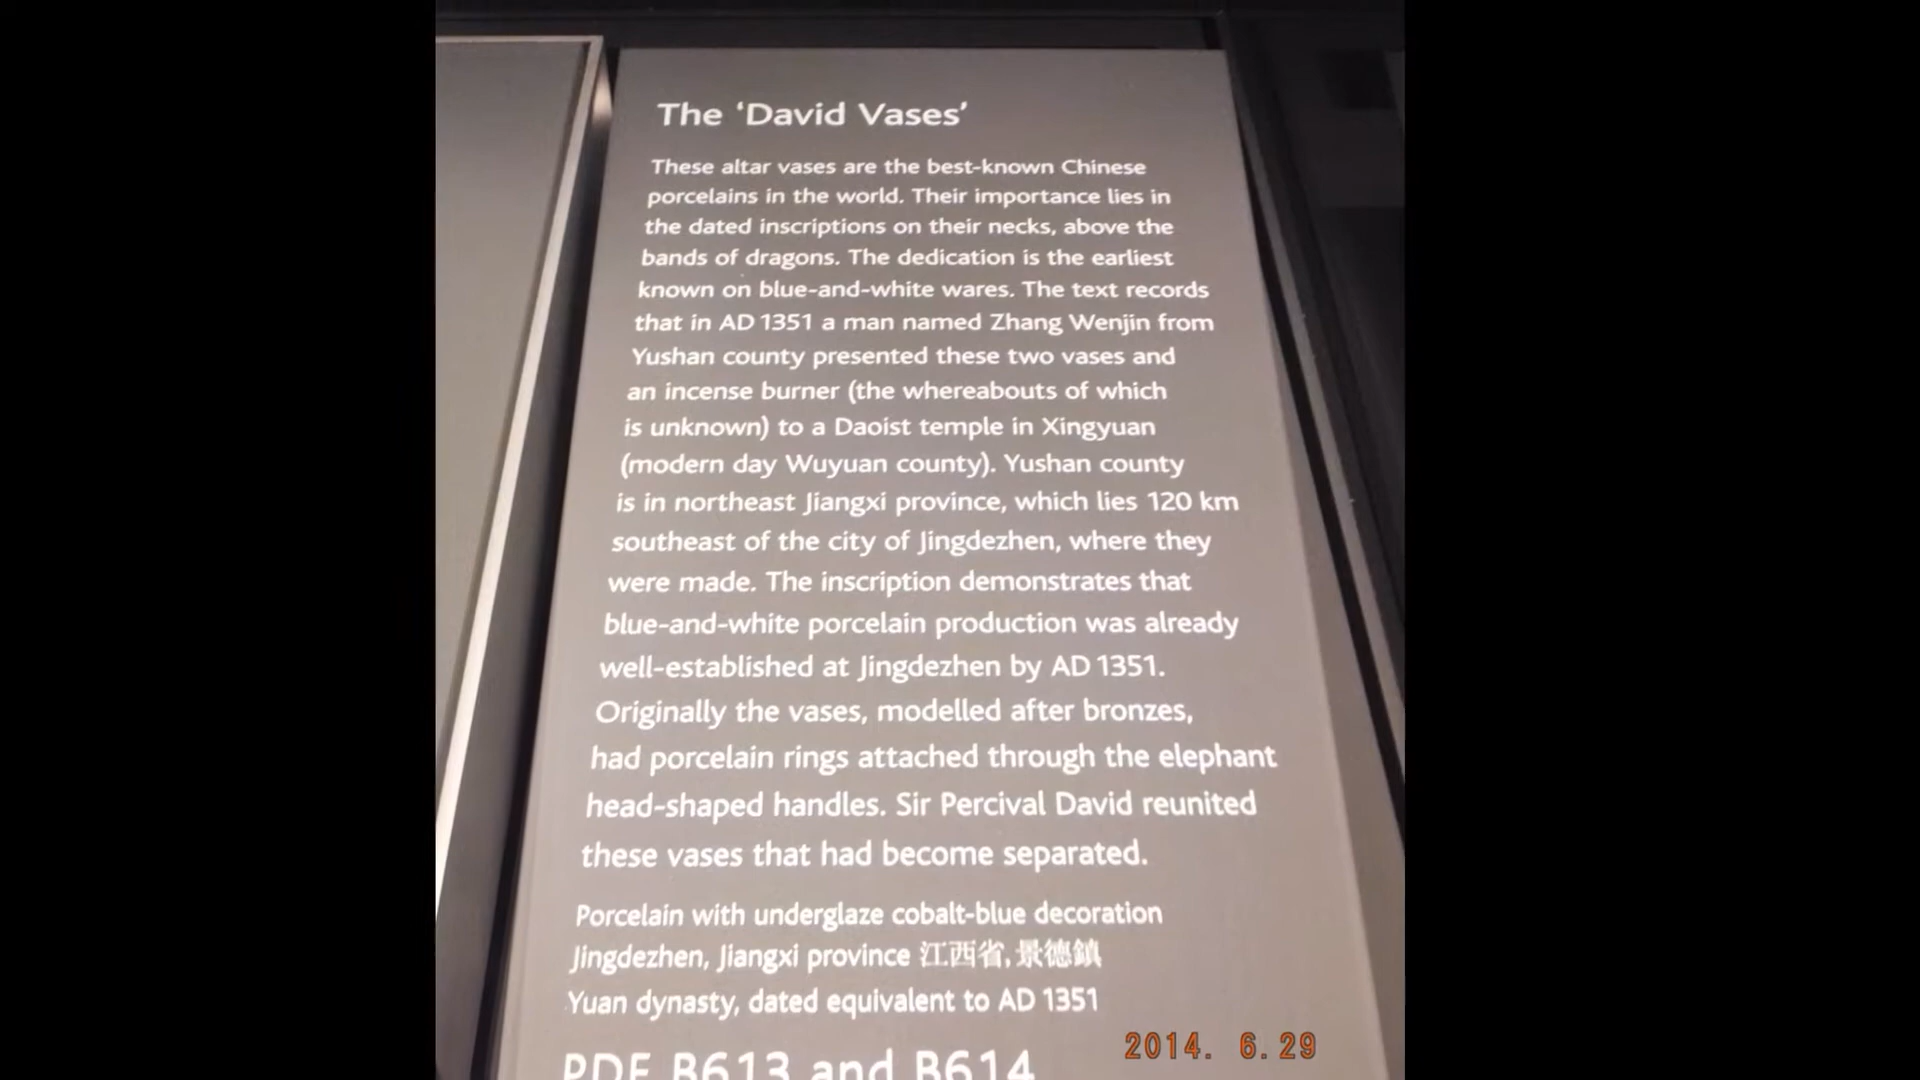 The ‘David Vases’
These altar vases are the best-known Chinese
porcelains in the world. Their importance lies in
the dated inscriptions on their necks, above the
bands of dragons. The dedication is the earliest
known on blue-and-white wares. The text records
that in AD 1351 a man named Zhang Wenjin from
Yushan county presented these two vases and
an incense burner (the whereabouts of which
is unknown) to a Daoist temple in Xingyuan
(modern day Wuyuan county). Yushan county
is in northeast Jiangxi province, which lies 120 km
southeast of the city of Jingdezhen, where they
were made. The inscription demonstrates that
blue-and-white porcelain production was already
well-established at Jingdezhen by AD 1351.
Originally the vases, modelled after bronzes,
had porcelain rings attached through the elephant
head-shaped handles. Sir Percival David reunited
these vases that had become separated.
Porcelain with underglaze cobalt-blue decoration
Jingdezhen, Jiangxi province 江西省, 景德鎮
Yuan dynasty, dated equivalent to AD 1351
PDF B613 and B614
2014. 6.29